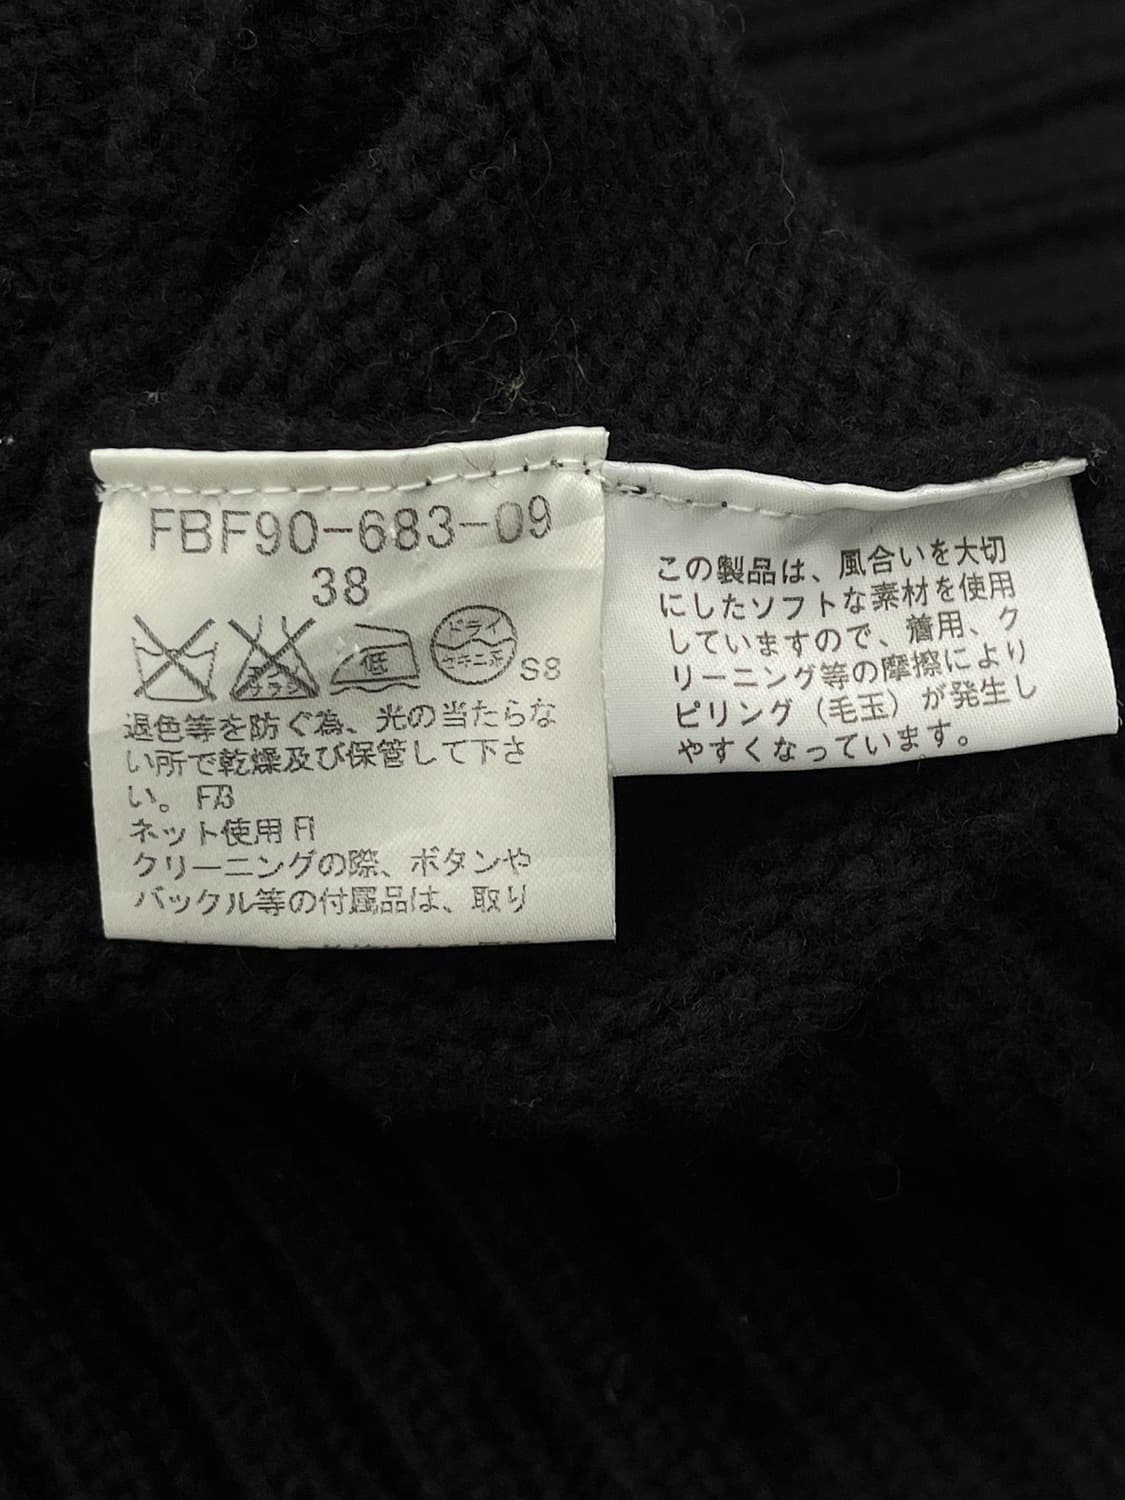 FBF90-683-09
38
低
ドライ
セキユ系
S8
退色等を防ぐ為、光の当たらな
い所で乾燥及び保管して下さ
い。 FB
ネット使用 FI
クリーニングの際、ボタンや
バックル等の付属品は、取り
この製品は、風合いを大切
にしたソフトな素材を使用
していますので、着用、ク
リーニング等の摩擦により
ピリング（毛玉）が発生し
やすくなっています。